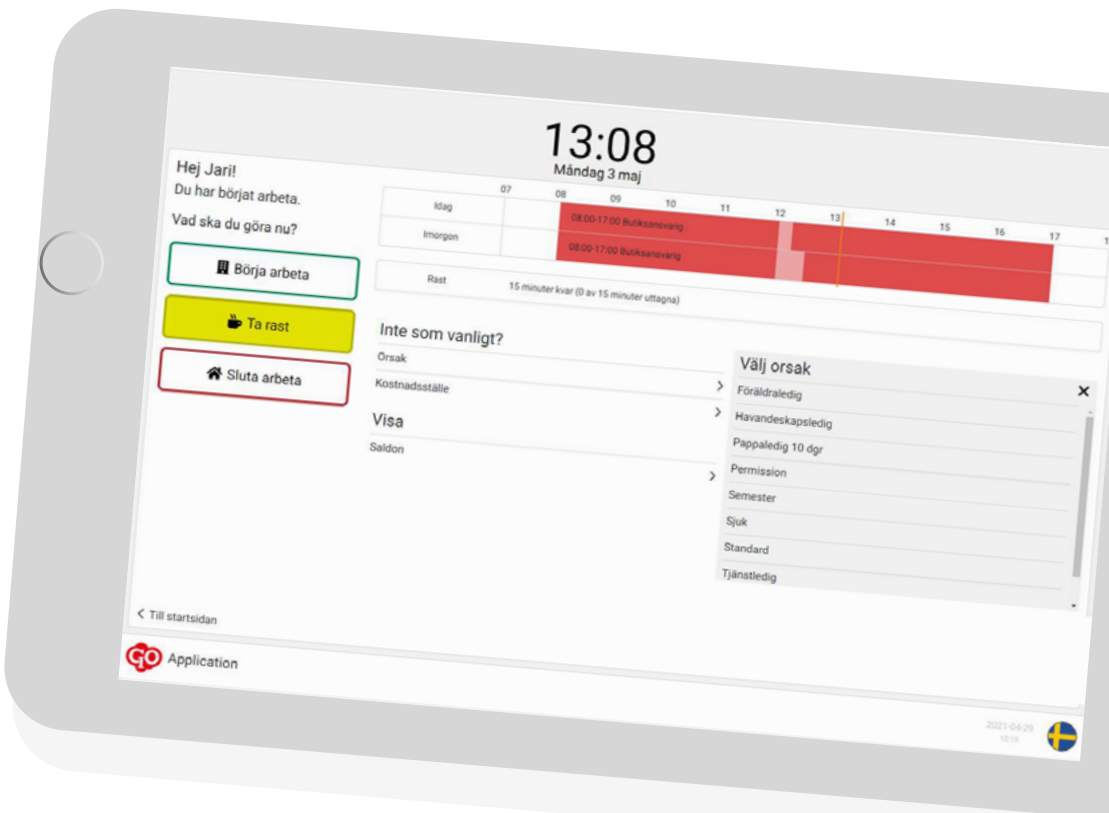 13:08
Måndag 3 maj
Hej Jari!
Du har börjat arbeta.
Vad ska du göra nu?
Börja arbeta
Ta rast
Sluta arbeta
07 08 09 10 11 12 13 14 15 16 17
Idag 08:00-17:00 Butiksansvarig
Imorgon 08:00-17:00 Butiksansvarig
Rast 15 minuter kvar (0 av 15 minuter uttagna)
Inte som vanligt?
Orsak
Kostnadsställe
Visa
Saldon
Välj orsak
Föräldraledig
Havandeskapsledig
Pappaledig 10 dgr
Permission
Semester
Sjuk
Standard
Tjänstledig
Till startsidan
GO Application
2021-04-29